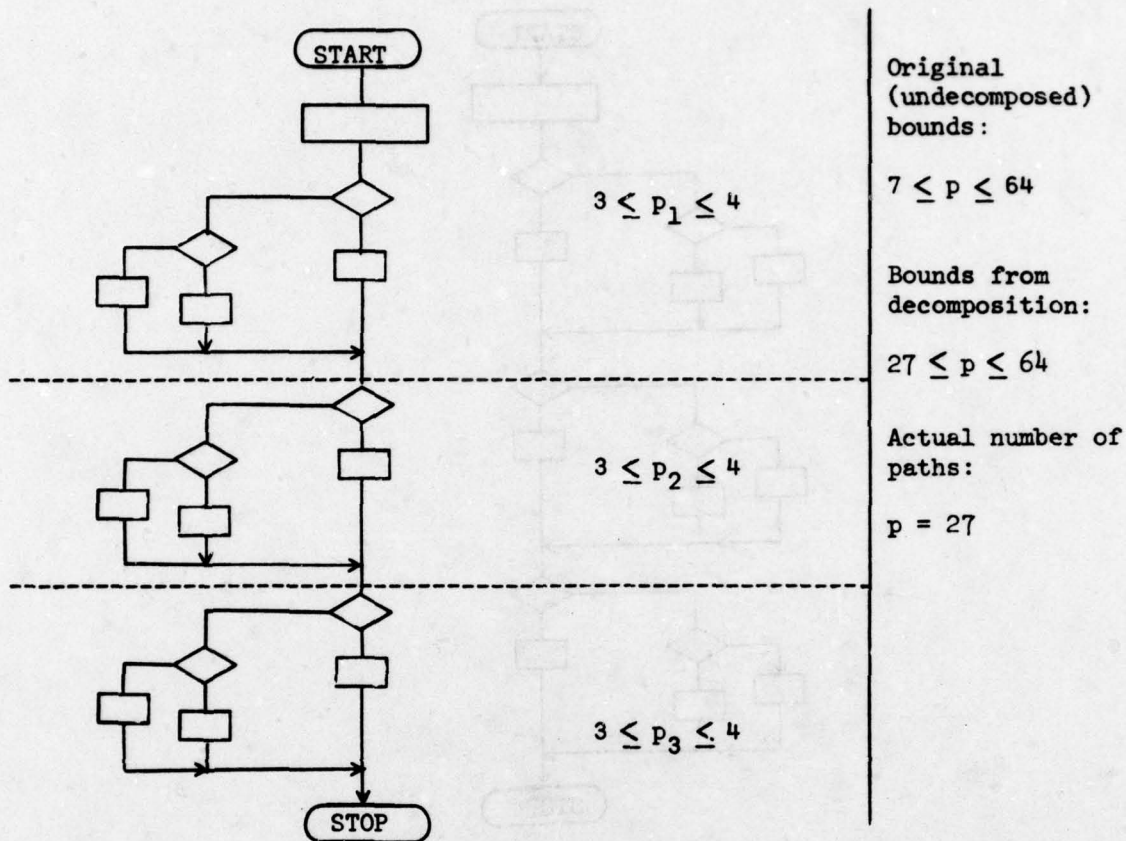 START
3 ≤ p₁ ≤ 4
3 ≤ p₂ ≤ 4
3 ≤ p₃ ≤ 4
STOP
Original
(undecomposed)
bounds:
7 ≤ p ≤ 64
Bounds from
decomposition:
27 ≤ p ≤ 64
Actual number of
paths:
p = 27